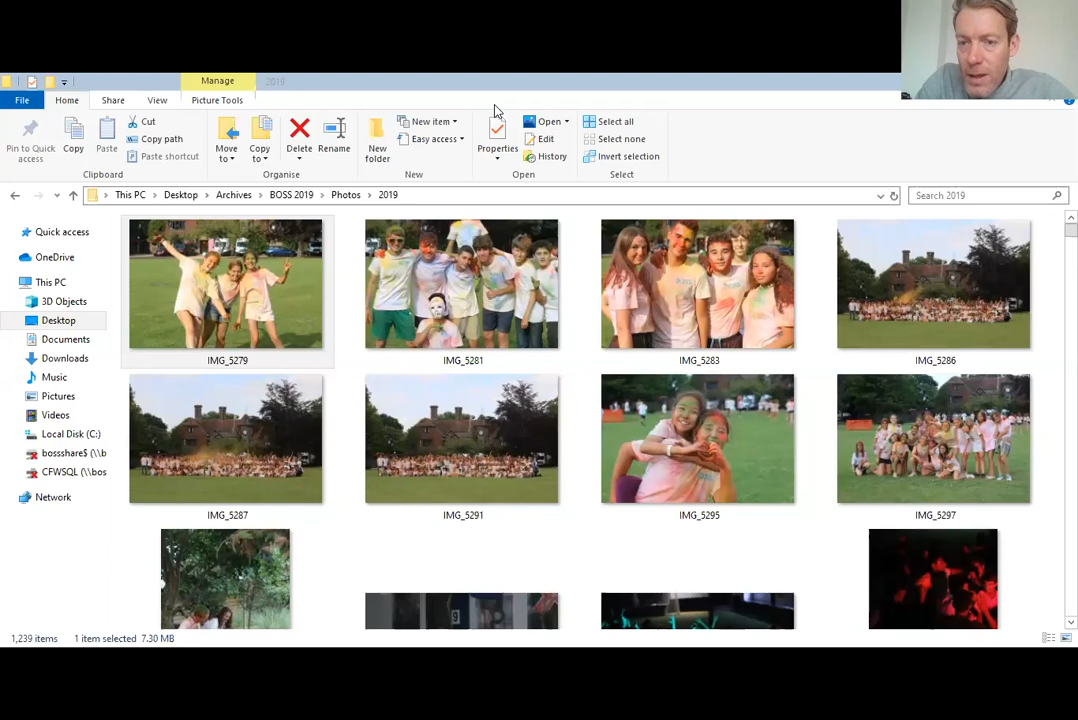 Manage 2019
File Home Share View Picture Tools
Pin to Quick access
Copy
Paste
Cut
Copy path
Paste shortcut
Clipboard
Move to
Copy to
Delete
Rename
Organise
New folder
New item
Easy access
New
Properties
Open
Edit
History
Open
Select all
Select none
Invert selection
Select
This PC Desktop Archives BOSS 2019 Photos 2019
Search 2019
Quick access
OneDrive
This PC
3D Objects
Desktop
Documents
Downloads
Music
Pictures
Videos
Local Disk (C:)
bossshare$ (\\b
CFWSQL (\\bos
Network
IMG_5279 IMG_5281 IMG_5283 IMG_5286
IMG_5287 IMG_5291 IMG_5295 IMG_5297
9
1,239 items 1 item selected 7.30 MB